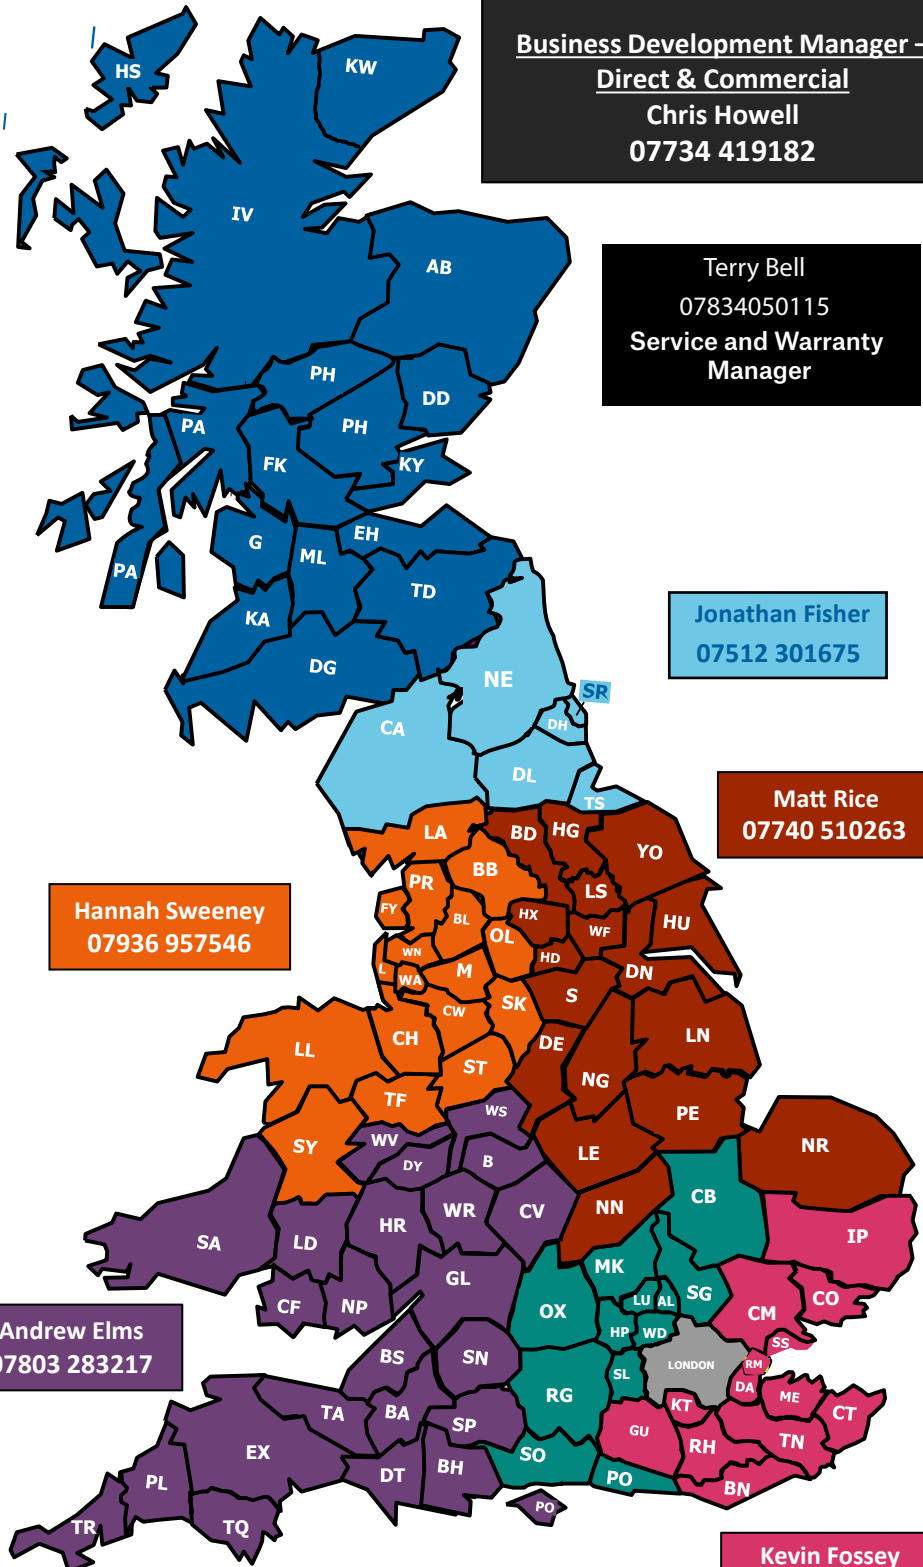 Business Development Manager –
Direct & Commercial
Chris Howell
07734 419182
HS
KW
IV
AB
Terry Bell
07834050115
Service and Warranty
Manager
PH
DD
PA
PH
FK
KY
G
EH
ML
PA
TD
KA
DG
Jonathan Fisher
07512 301675
NE
SR
CA
DH
DL
TS
Matt Rice
07740 510263
LA
BD
HG
YO
BB
PR
LS
Hannah Sweeney
07936 957546
FY
BL
HX
OL
WF
HU
WN
L
WA
M
HD
DN
S
SK
CW
CH
LN
LL
DE
ST
NG
TF
WS
PE
SY
WV
DY
B
LE
NR
CB
HR
WR
CV
NN
SA
LD
IP
MK
GL
CF
NP
OX
LU
AL
SG
CM
CO
HP
WD
SS
Andrew Elms
07803 283217
BS
SN
SL
LONDON
RM
DA
ME
RG
KT
CT
TA
BA
SP
GU
RH
TN
EX
SO
BH
DT
PL
PO
BN
PO
TR
TQ
Kevin Fossey